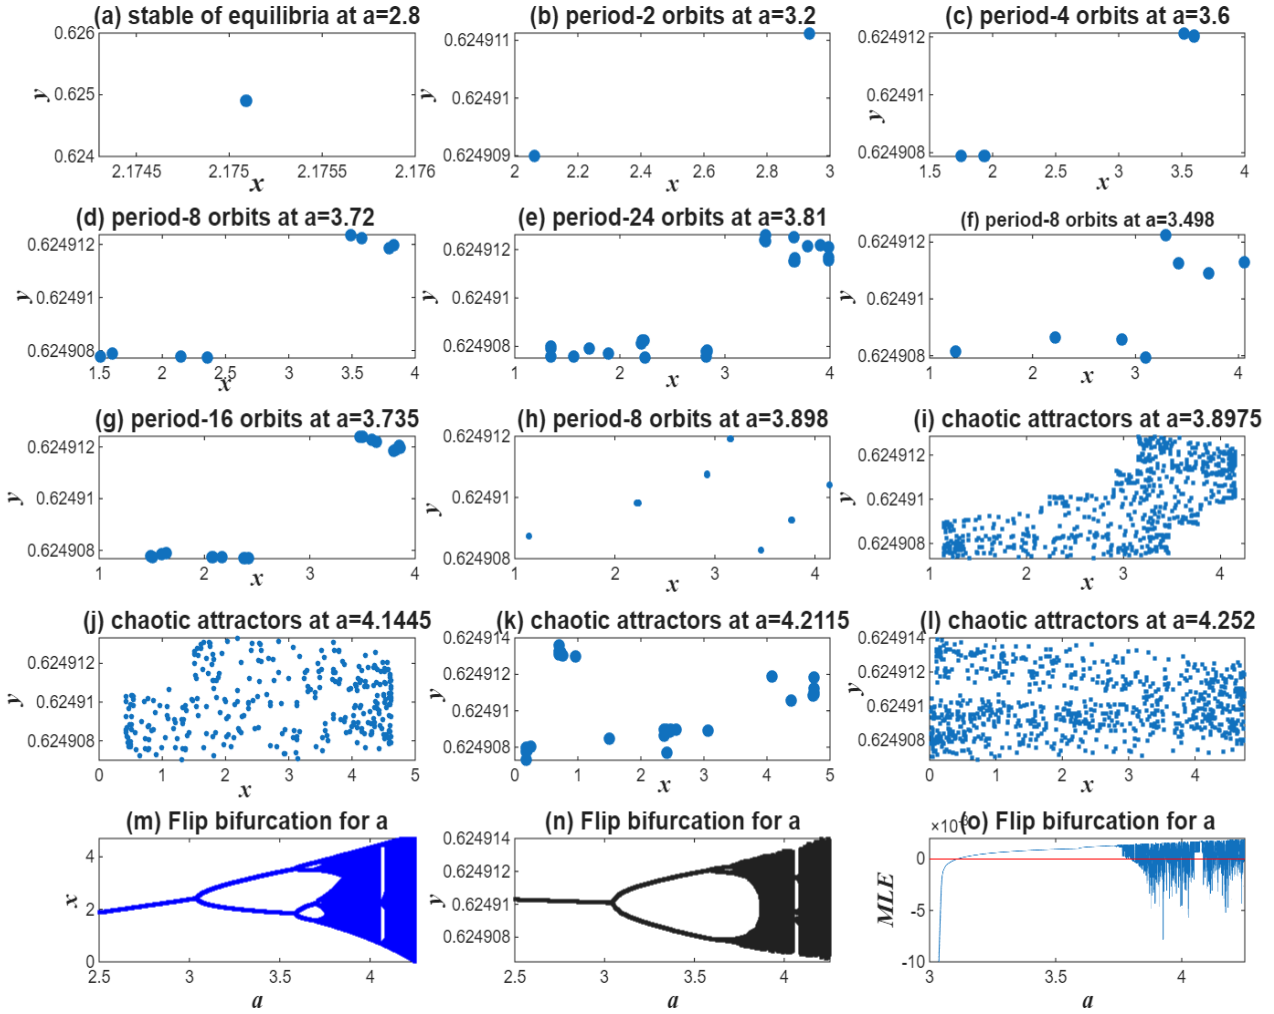 (a) stable of equilibria at a=2.8
(b) period-2 orbits at a=3.2
(c) period-4 orbits at a=3.6
0.626
0.625
0.624
y
2.1745
2.175
2.1755
2.176
x
0.624911
0.62491
0.624909
y
2
2.2
2.4
2.6
2.8
3
x
0.624912
0.62491
0.624908
y
1.5
2
2.5
3
3.5
4
x
(d) period-8 orbits at a=3.72
(e) period-24 orbits at a=3.81
(f) period-8 orbits at a=3.498
0.624912
0.62491
0.624908
y
1.5
2
2.5
3
3.5
4
x
0.624912
0.62491
0.624908
y
1
2
3
4
x
0.624912
0.62491
0.624908
y
1
2
3
4
x
(g) period-16 orbits at a=3.735
(h) period-8 orbits at a=3.898
(i) chaotic attractors at a=3.8975
0.624912
0.62491
0.624908
y
1
2
3
4
x
0.624912
0.62491
0.624908
y
1
2
3
4
x
0.624912
0.62491
0.624908
y
1
2
3
4
x
(j) chaotic attractors at a=4.1445
(k) chaotic attractors at a=4.2115
(l) chaotic attractors at a=4.252
0.624912
0.62491
0.624908
y
0
1
2
3
4
5
x
0.624914
0.624912
0.62491
0.624908
y
0
1
2
3
4
5
x
0.624914
0.624912
0.62491
0.624908
y
0
1
2
3
4
x
(m) Flip bifurcation for a
(n) Flip bifurcation for a
(o) Flip bifurcation for a
4
2
0
x
2.5
3
3.5
4
a
0.624914
0.624912
0.62491
0.624908
y
2.5
3
3.5
4
a
0
-5
-10
MLE
3
3.5
4
a